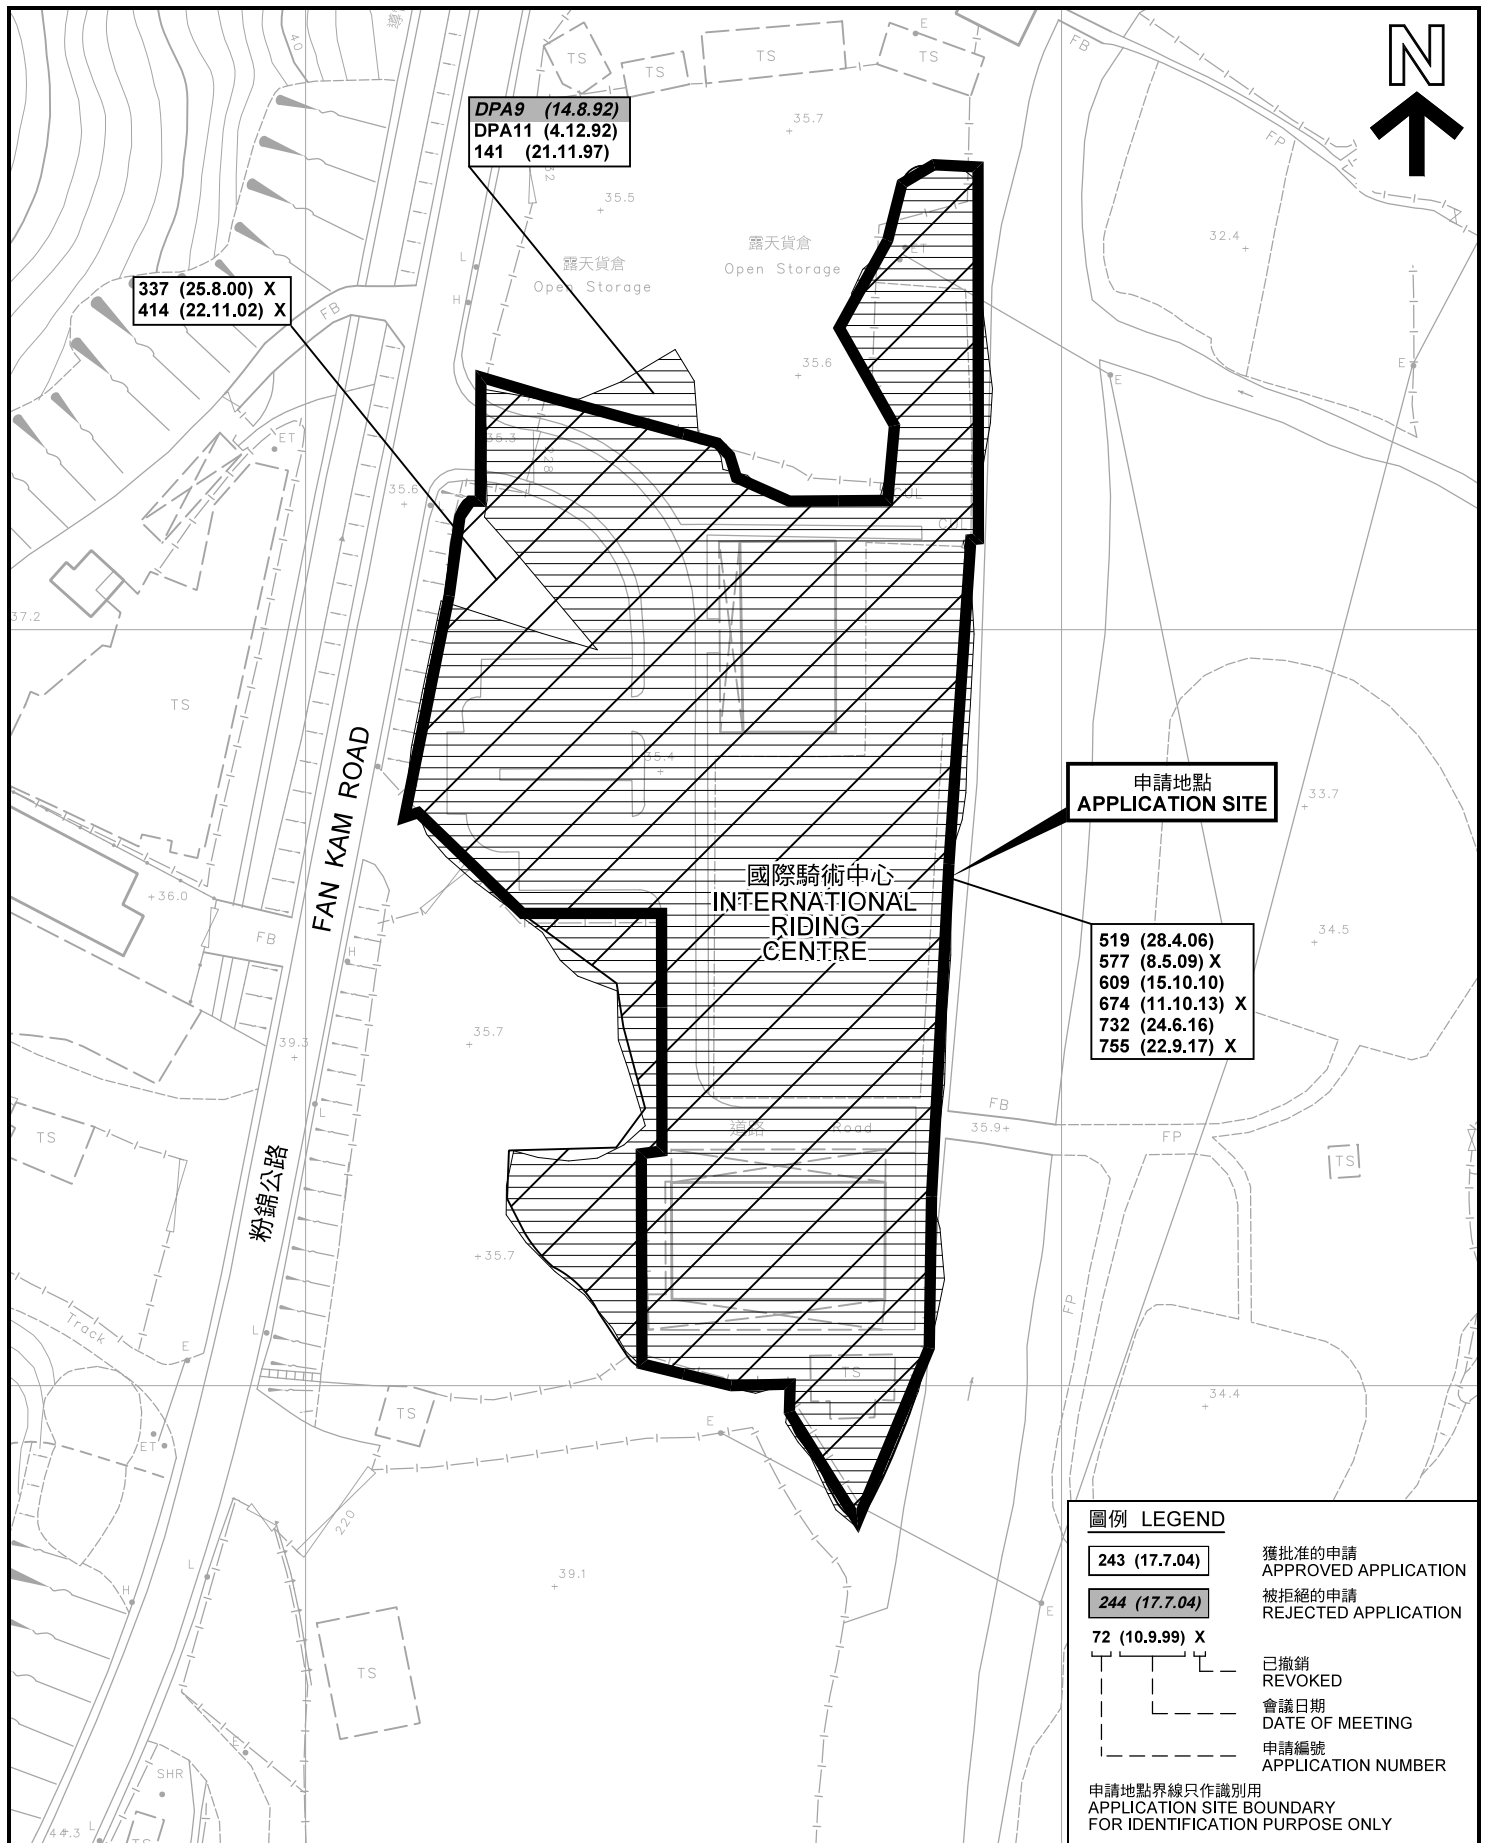 N
DPA9 (14.8.92)
DPA11 (4.12.92)
141 (21.11.97)
337 (25.8.00) X
414 (22.11.02) X
露天貨倉
Open Storage
露天貨倉
Open Storage
TS
TS
TS
TS
E
FB
FP
40
35.7
35.5
32.4
35.6
L
H
FB
ET
ET
E
E
35.3
228
35.6
CUL
37.2
TS
35.4
33.7
申請地點
APPLICATION SITE
FAN KAM ROAD
36.0
FB
H
國際騎術中心
INTERNATIONAL
RIDING
CENTRE
34.5
519 (28.4.06)
577 (8.5.09) X
609 (15.10.10)
674 (11.10.13) X
732 (24.6.16)
755 (22.9.17) X
39.3
35.7
L
TS
道路 Road
FB
35.9
FP
TS
粉錦公路
35.7
FP
Track
L
E
TS
TS
34.4
ET
E
220
L
H
39.1
E
TS
E
SHR
44.3
L
TS
圖例 LEGEND
243 (17.7.04)
獲批准的申請
APPROVED APPLICATION
244 (17.7.04)
被拒絕的申請
REJECTED APPLICATION
72 (10.9.99) X
已撤銷
REVOKED
會議日期
DATE OF MEETING
申請編號
APPLICATION NUMBER
申請地點界線只作識別用
APPLICATION SITE BOUNDARY
FOR IDENTIFICATION PURPOSE ONLY